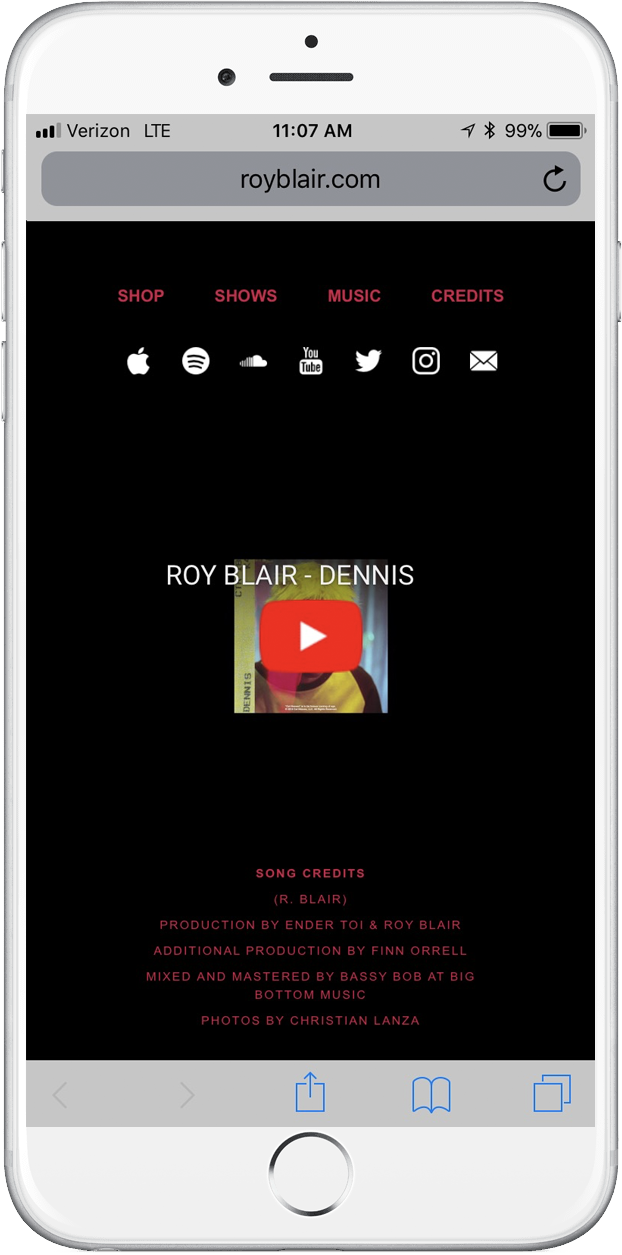 Verizon LTE 11:07 AM 99%
royblair.com
SHOP SHOWS MUSIC CREDITS
You
Tube
ROY BLAIR - DENNIS
DENNIS
SONG CREDITS
(R. BLAIR)
PRODUCTION BY ENDER TOI & ROY BLAIR
ADDITIONAL PRODUCTION BY FINN ORRELL
MIXED AND MASTERED BY BASSY BOB AT BIG
BOTTOM MUSIC
PHOTOS BY CHRISTIAN LANZA